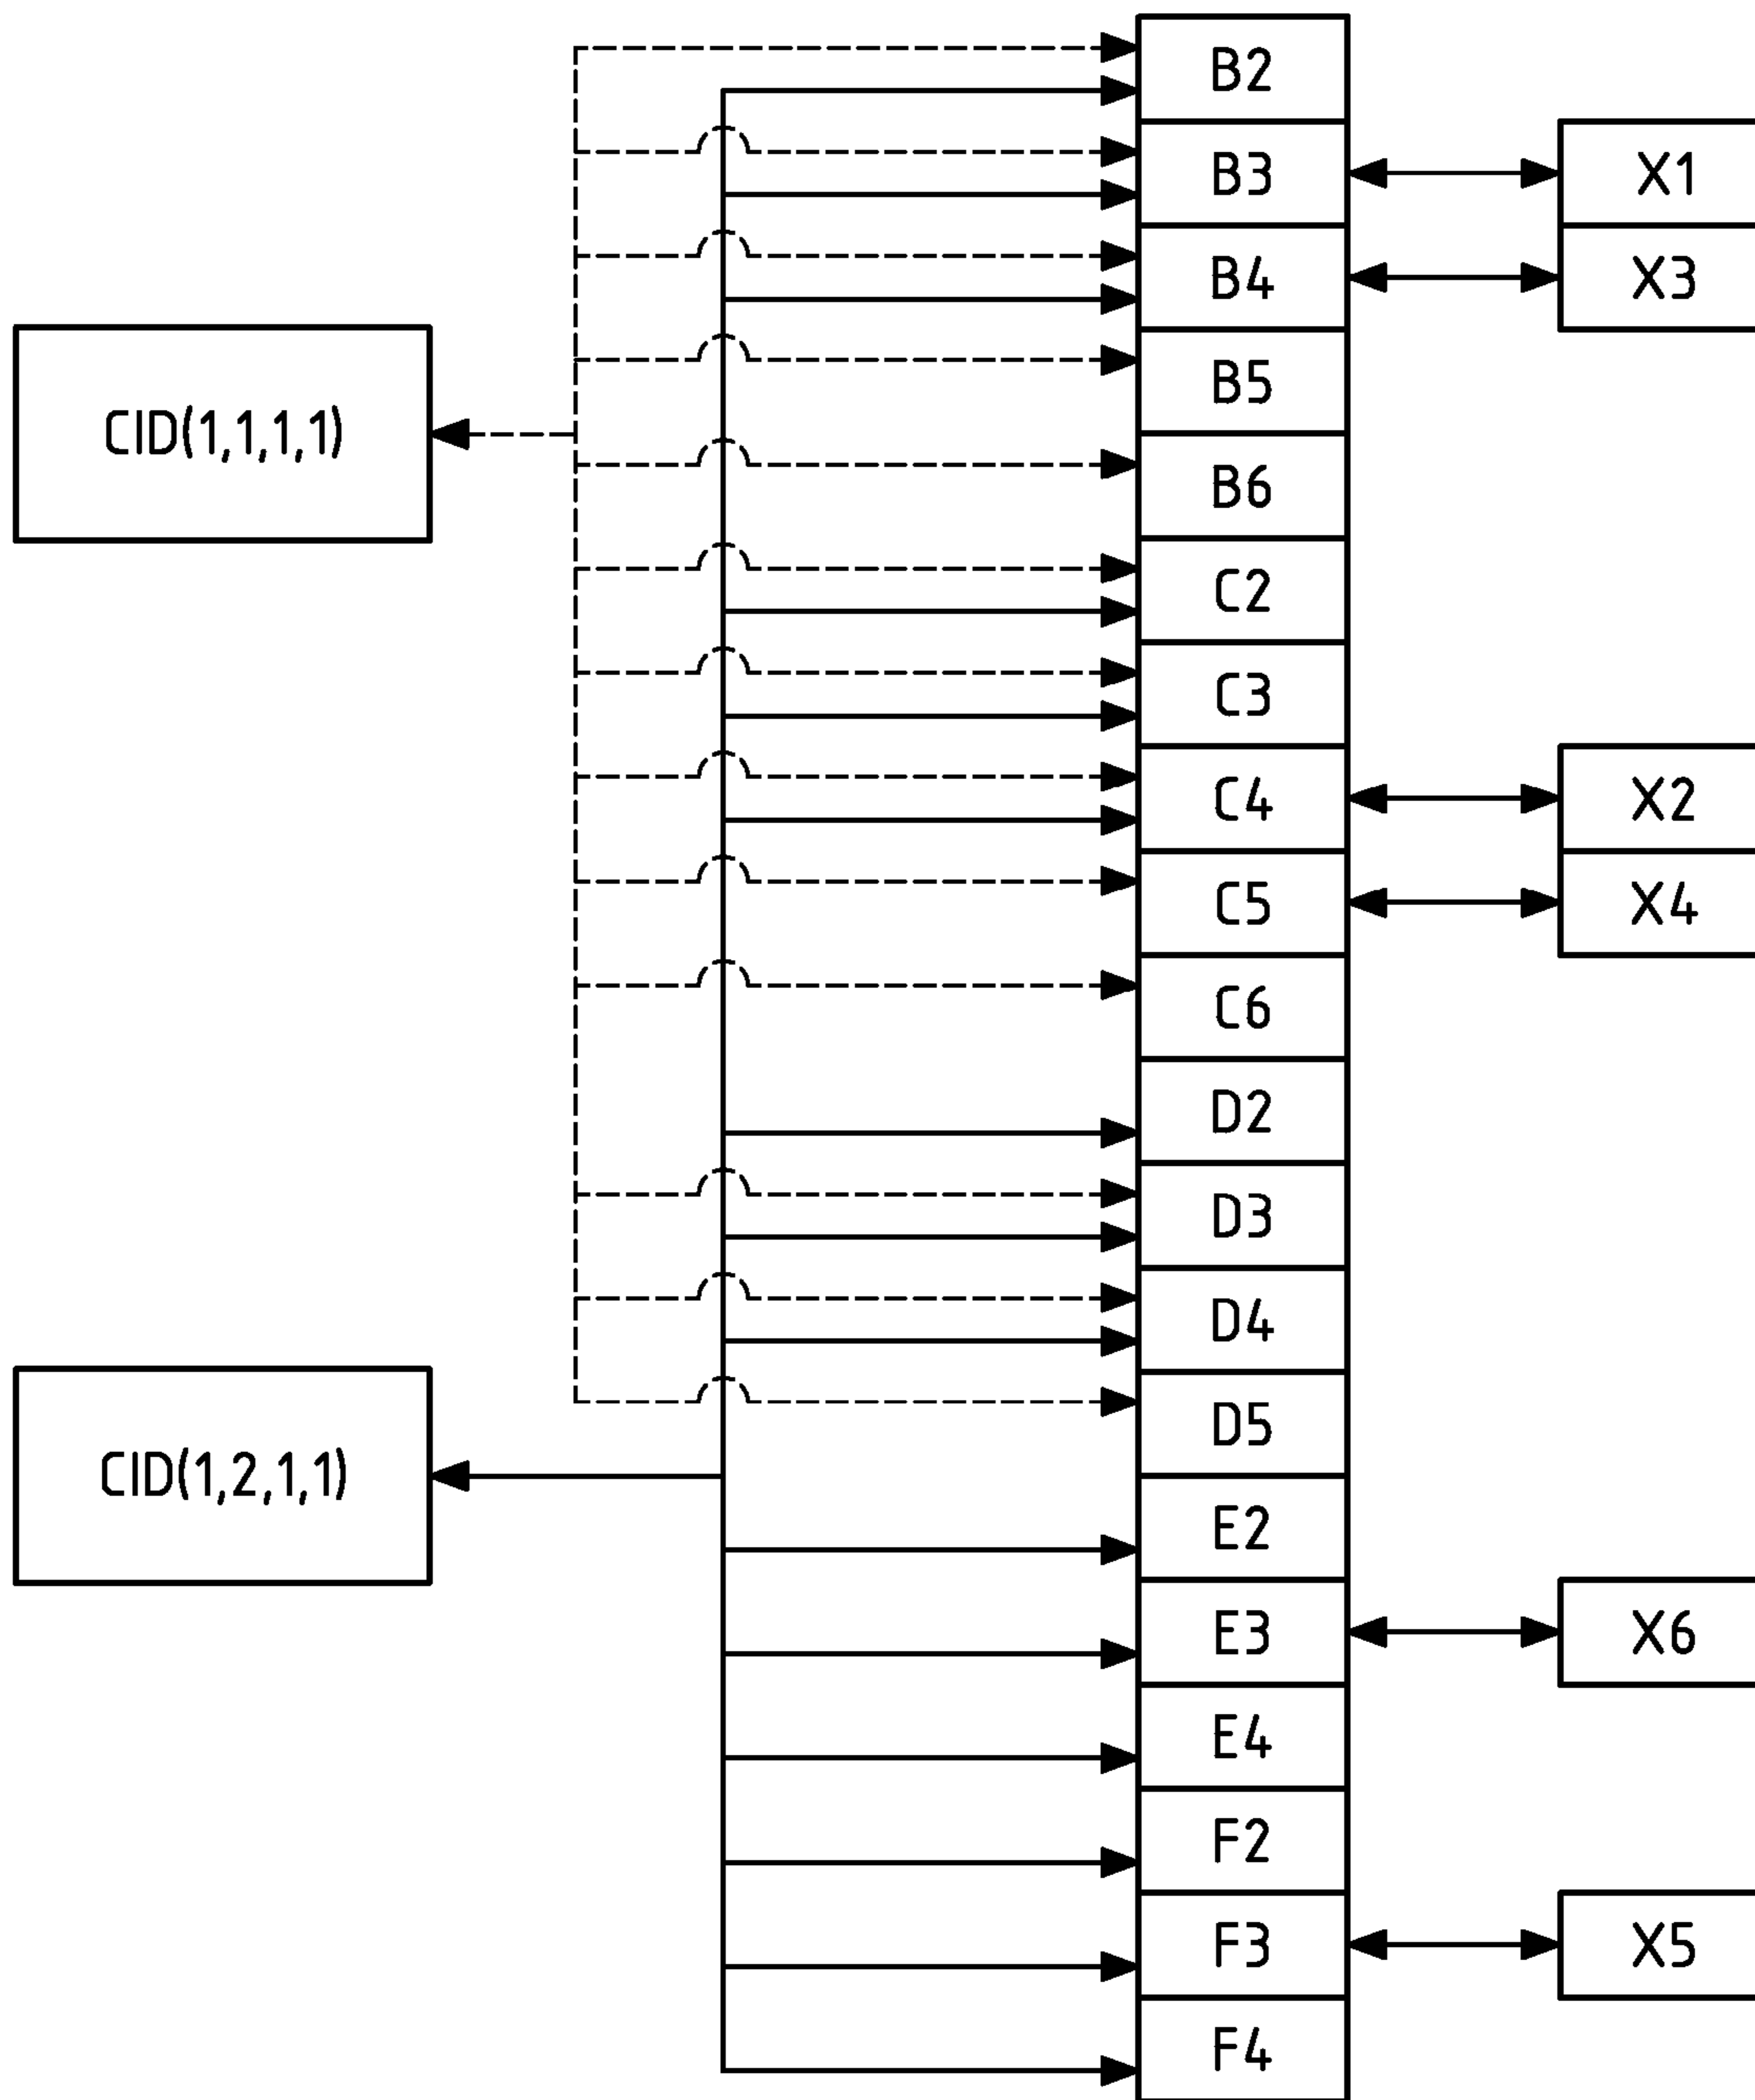 B2
B3 X1
B4 X3
B5
CID(1,1,1,1)
B6
C2
C3
C4 X2
C5 X4
C6
D2
D3
D4
D5
CID(1,2,1,1)
E2
E3 X6
E4
F2
F3 X5
F4